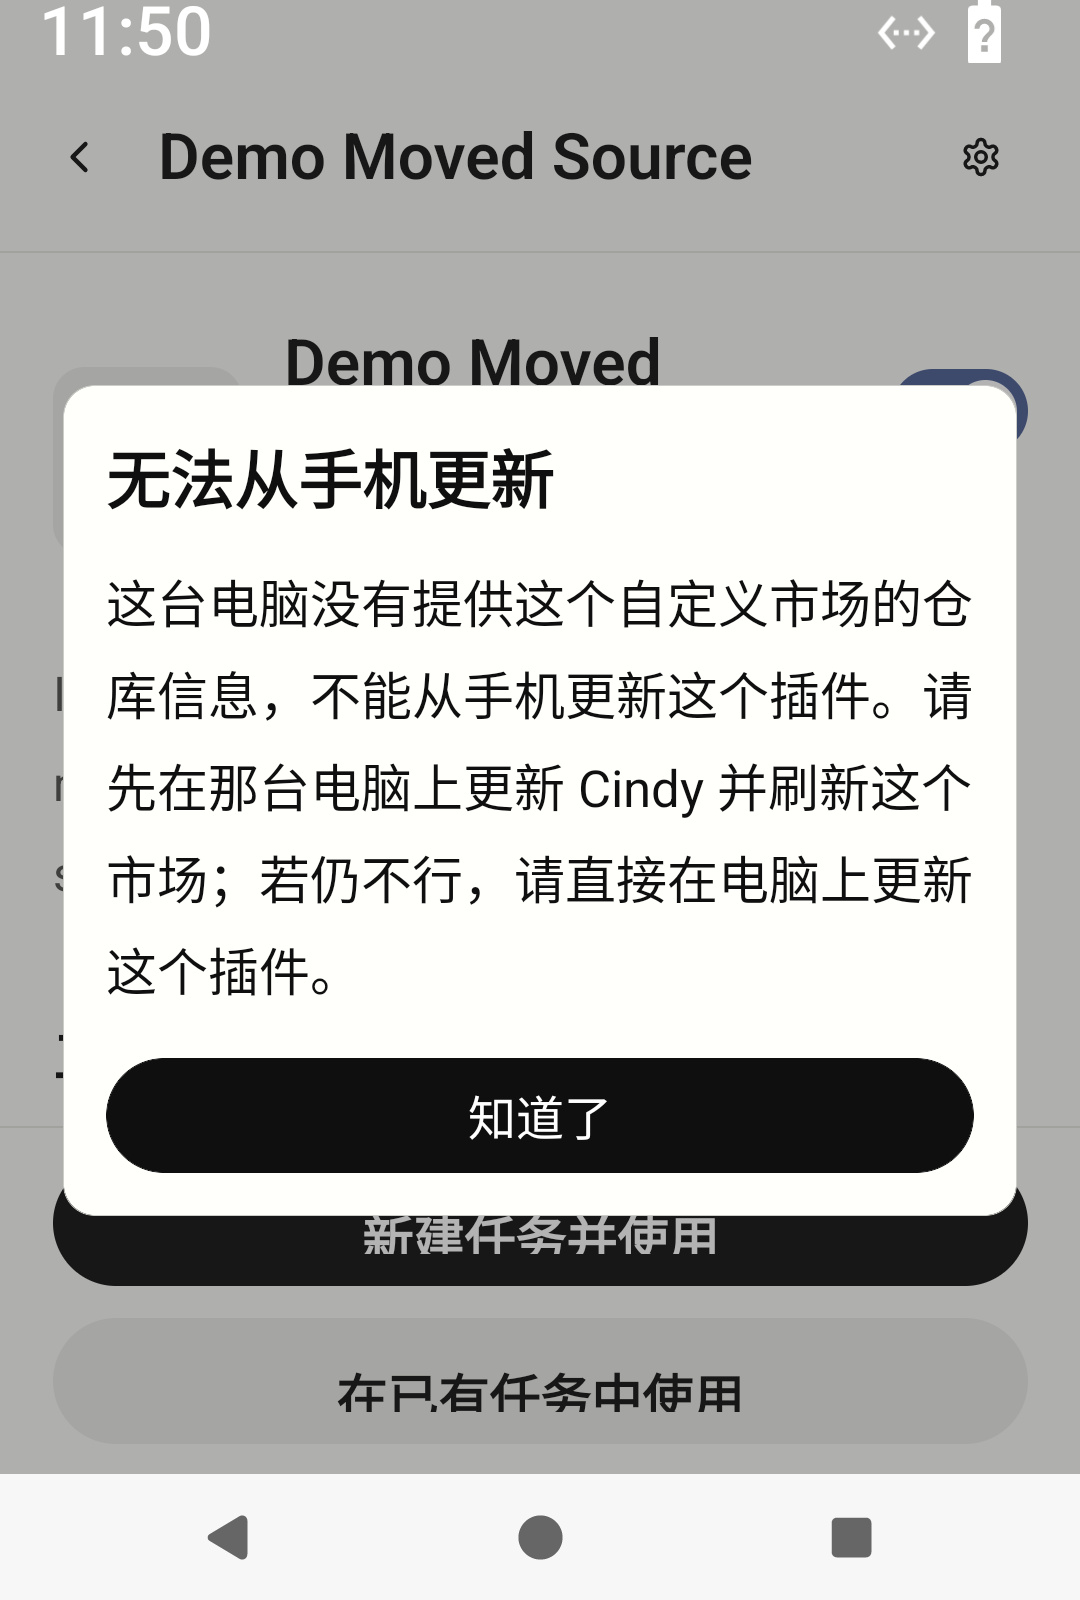 11:50
Demo Moved Source
Demo Moved
无法从手机更新
这台电脑没有提供这个自定义市场的仓
库信息，不能从手机更新这个插件。请
先在那台电脑上更新 Cindy 并刷新这个
市场；若仍不行，请直接在电脑上更新
这个插件。
知道了
新建任务并使用
在已有任务中使用